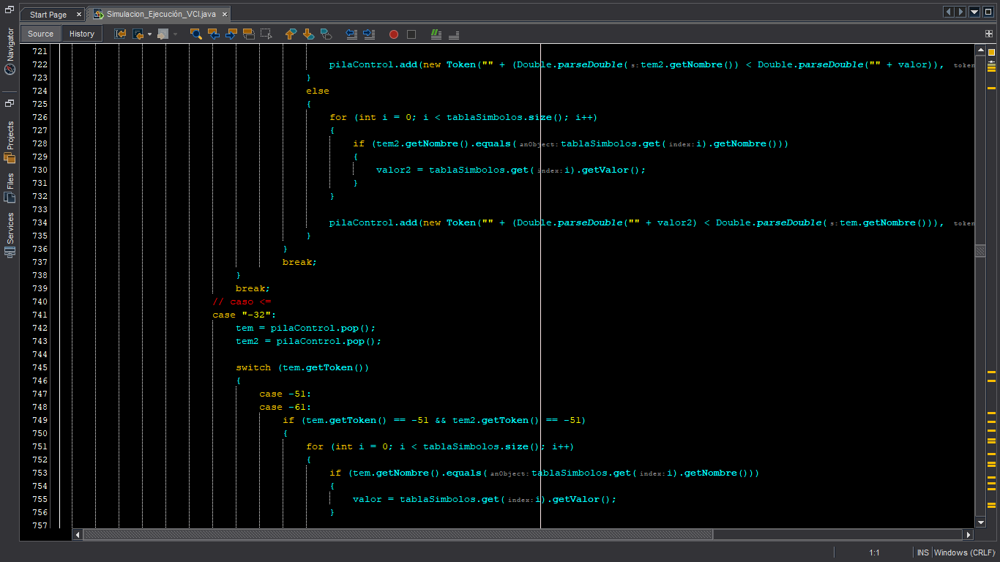 Start Page
Simulacion_Ejecución_VCI.java
Source
History
Navigator
Projects
Files
Services
721
722 pilaControl.add(new Token("" + (Double.parseDouble( s: tem2.getNombre()) < Double.parseDouble("" + valor)), token
723 }
724 else
725 {
726 for (int i = 0; i < tablaSimbolos.size(); i++)
727 {
728 if (tem2.getNombre().equals( anObject: tablaSimbolos.get( index: i).getNombre()))
729 {
730 valor2 = tablaSimbolos.get( index: i).getValor();
731 }
732 }
733
734 pilaControl.add(new Token("" + (Double.parseDouble("" + valor2) < Double.parseDouble( s: tem.getNombre())), token
735 }
736 }
737 break;
738 }
739 break;
740 // caso <=
741 case "-32":
742 tem = pilaControl.pop();
743 tem2 = pilaControl.pop();
744
745 switch (tem.getToken())
746 {
747 case -51:
748 case -61:
749 if (tem.getToken() == -51 && tem2.getToken() == -51)
750 {
751 for (int i = 0; i < tablaSimbolos.size(); i++)
752 {
753 if (tem.getNombre().equals( anObject: tablaSimbolos.get( index: i).getNombre()))
754 {
755 valor = tablaSimbolos.get( index: i).getValor();
756 }
757
1:1
INS
Windows (CRLF)